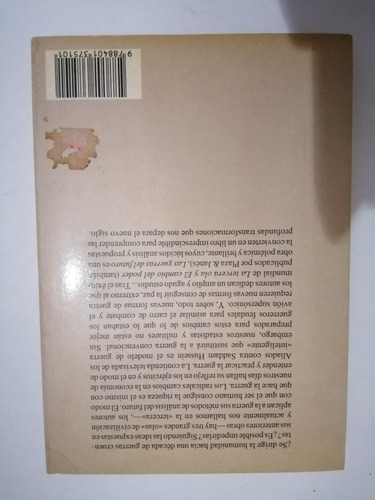 ¿Se dirige la humanidad hacia una década de guerras cruen-
tas? ¿Es posible impedirlas? Siguiendo las ideas expuestas en
sus anteriores obras —hay tres grandes «olas» de civilización
y actualmente nos hallamos en la «tercera»—, los autores
aplican a la guerra sus métodos de análisis del futuro. El modo
con el que el ser humano consigue la riqueza es el mismo con
que hace la guerra. Los radicales cambios en la economía de
nuestros días hallan su reflejo en los ejércitos y en el modo de
entender y practicar la guerra. La contienda televisada de los
Aliados contra Saddam Hussein es el modelo de guerra
«inteligente» que sustituirá a la guerra convencional. Sin
embargo, nuestros estadistas y militares no están mejor
preparados para estos cambios de lo que lo estaban los
guerreros feudales para asimilar el carro de combate y el
avión supersónico. Y, sobre todo, nuevas formas de guerra
requieren nuevas formas de conseguir la paz, extremo al que
los autores dedican un amplio y agudo estudio.— Tras el éxito
mundial de La tercera ola y El cambio del poder (también
publicados por Plaza & Janés), Las guerras del futuro es una
obra polémica y brillante, cuyos lúcidos análisis y propuestas
la convierten en un libro imprescindible para comprender las
profundas transformaciones que nos depara el nuevo siglo.
9 788401 375101